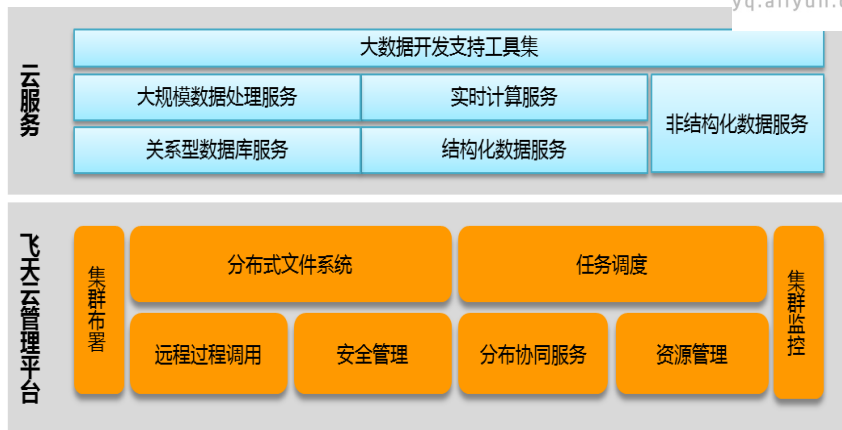 yq.aliyun.c
云服务
大数据开发支持工具集
大规模数据处理服务
实时计算服务
非结构化数据服务
关系型数据库服务
结构化数据服务
飞天云管理平台
集群布署
分布式文件系统
任务调度
集群监控
远程过程调用
安全管理
分布协同服务
资源管理